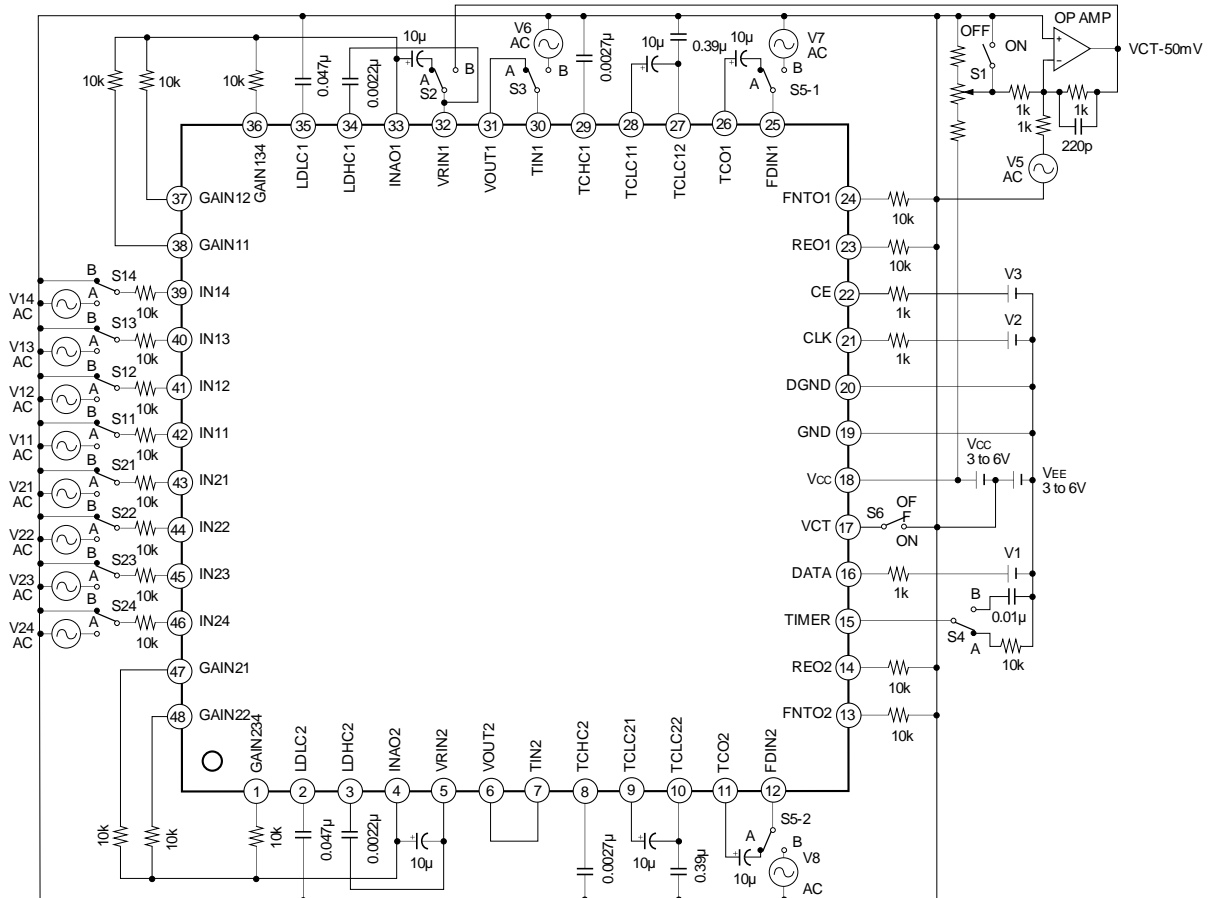 OP AMP
V6
AC
V7
AC
OFF
ON
S1
VCT-50mV
10k
10k
10k
0.047µ
0.0022µ
10µ
+
A
B
S2
A
B
S3
0.0027µ
10µ
+
0.39µ
10µ
+
A
B
S5-1
+
−
1k
1k
1k
220p
V5
AC
36
35
34
33
32
31
30
29
28
27
26
25
GAIN134
LDLC1
LDHC1
INAO1
VRIN1
VOUT1
TIN1
TCHC1
TCLC11
TCLC12
TCO1
FDIN1
37
GAIN12
FNTO1
24
10k
38
GAIN11
REO1
23
10k
V14
AC
B
A
S14
10k
39
IN14
CE
22
1k
V3
V13
AC
B
A
S13
10k
40
IN13
CLK
21
1k
V2
V12
AC
B
A
S12
10k
41
IN12
DGND
20
V11
AC
B
A
S11
10k
42
IN11
GND
19
V21
AC
B
A
S21
10k
43
IN21
VCC
18
VCC
3 to 6V
VEE
3 to 6V
V22
AC
B
A
S22
10k
44
IN22
VCT
17
S6
OF
F
ON
V23
AC
B
A
S23
10k
45
IN23
DATA
16
1k
V1
V24
AC
B
A
S24
10k
46
IN24
TIMER
15
S4
B
A
0.01µ
10k
47
GAIN21
REO2
14
10k
48
GAIN22
FNTO2
13
10k
GAIN234
LDLC2
LDHC2
INAO2
VRIN2
VOUT2
TIN2
TCHC2
TCLC21
TCLC22
TCO2
FDIN2
1
2
3
4
5
6
7
8
9
10
11
12
10k
10k
10k
0.047µ
0.0022µ
+
10µ
0.0027µ
+
10µ
0.39µ
+
10µ
A
B
S5-2
V8
AC